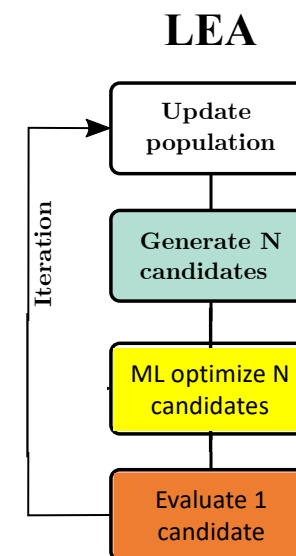 LEA
Update
population
Generate N
candidates
Iteration
ML optimize N
candidates
Evaluate 1
candidate